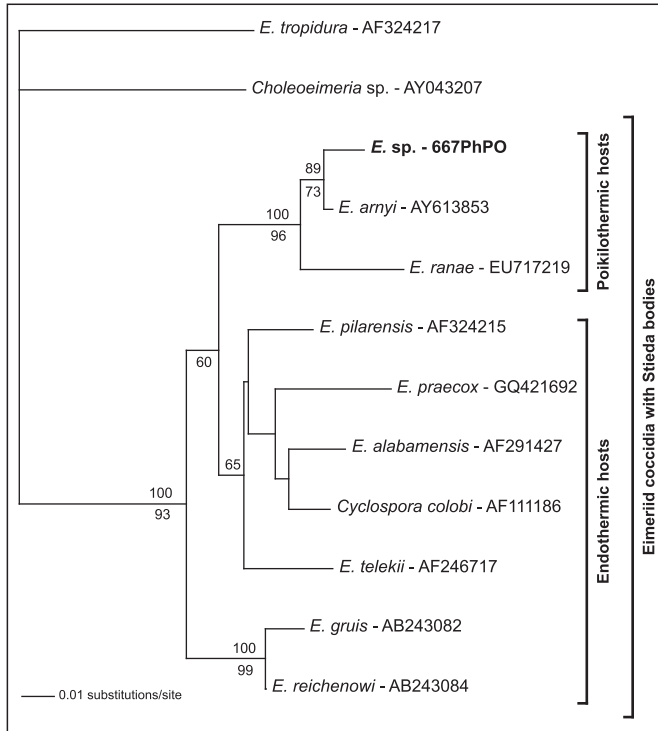 E. tropidura - AF324217
Choleoeimeria sp. - AY043207
E. sp. - 667PhPO
89
73
E. arnyi - AY613853
100
96
E. ranae - EU717219
Poikilothermic hosts
E. pilarensis - AF324215
60
E. praecox - GQ421692
E. alabamensis - AF291427
65
100
93
Cyclospora colobi - AF111186
E. telekii - AF246717
Endothermic hosts
Eimeriid coccidia with Stieda bodies
E. gruis - AB243082
100
99
E. reichenowi - AB243084
0.01 substitutions/site